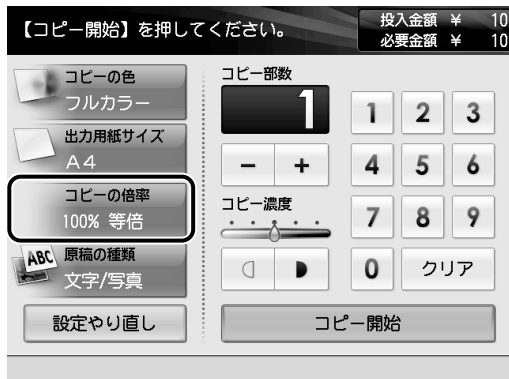 【コピー開始】を押してください。
投入金額 ¥ 10
必要金額 ¥ 10
コピーの色
フルカラー
出力用紙サイズ
A4
コピーの倍率
100% 等倍
ABC
原稿の種類
文字/写真
設定やり直し
コピー部数
1
− +
コピー濃度
1 2 3
4 5 6
7 8 9
0 クリア
コピー開始